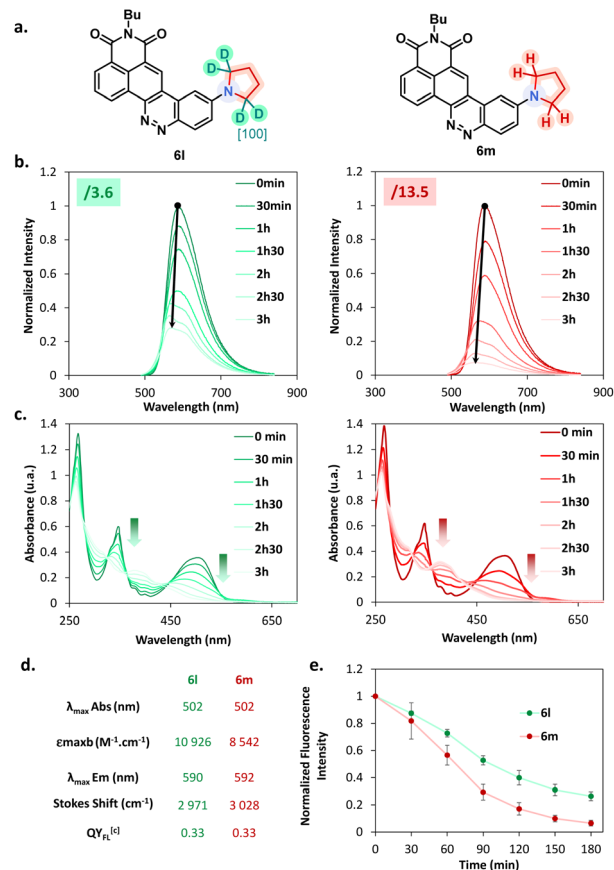 a.
Bu
O
N
O
D
D
N
D
D
N=N
[100]
6l
Bu
O
N
O
H
H
N
H
H
N=N
6m
b.
/3.6
Normalized Intensity
1.2
1
0.8
0.6
0.4
0.2
0
300
500
700
900
Wavelength (nm)
0min
30min
1h
1h30
2h
2h30
3h
/13.5
Normalized Intensity
1.2
1
0.8
0.6
0.4
0.2
0
300
500
700
900
Wavelength (nm)
0min
30min
1h
1h30
2h
2h30
3h
c.
Absorbance (u.a.)
1.4
1.2
1
0.8
0.6
0.4
0.2
0
250
450
650
Wavelength (nm)
0 min
30 min
1h
1h30
2h
2h30
3h
Absorbance (u.a.)
1.4
1.2
1
0.8
0.6
0.4
0.2
0
250
450
650
Wavelength (nm)
0 min
30 min
1h
1h30
2h
2h30
3h
d.
6l 6m
λmax Abs (nm) 502 502
εmaxb (M-1.cm-1) 10 926 8 542
λmax Em (nm) 590 592
Stokes Shift (cm-1) 2 971 3 028
QYFL[c] 0.33 0.33
e.
Normalized Fluorescence
Intensity
1.2
1
0.8
0.6
0.4
0.2
0
0
30
60
90
120
150
180
Time (min)
6l
6m